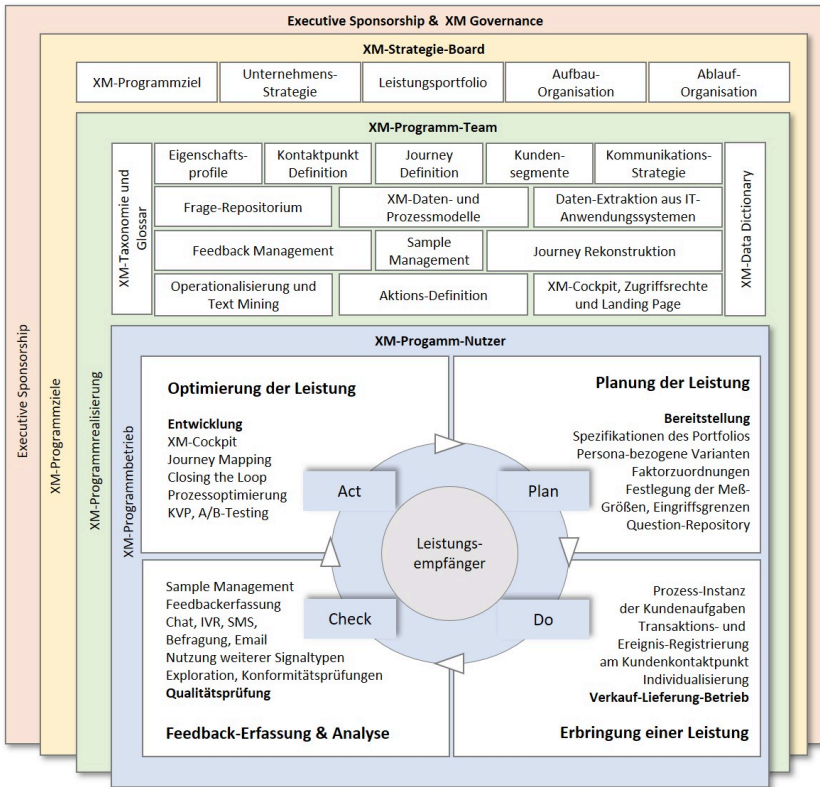 Executive Sponsorship & XM Governance
XM-Strategie-Board
XM-Programmziel
Unternehmens-
Strategie
Leistungsportfolio
Aufbau-
Organisation
Ablauf-
Organisation
XM-Programm-Team
XM-Taxonomie und
Glossar
Eigenschafts-
profile
Kontaktpunkt
Definition
Journey
Definition
Kunden-
segmente
Kommunikations-
Strategie
XM-Data Dictionary
Frage-Repositorium
XM-Daten- und
Prozessmodelle
Daten-Extraktion aus IT-
Anwendungssystemen
Feedback Management
Sample
Management
Journey Rekonstruktion
Operationalisierung und
Text Mining
Aktions-Definition
XM-Cockpit, Zugriffsrechte
und Landing Page
Executive Sponsorship
XM-Programmziele
XM-Programmrealisierung
XM-Programmbetrieb
XM-Progamm-Nutzer
Optimierung der Leistung
Entwicklung
XM-Cockpit
Journey Mapping
Closing the Loop
Prozessoptimierung
KVP, A/B-Testing
Planung der Leistung
Bereitstellung
Spezifikationen des Portfolios
Persona-bezogene Varianten
Faktorzuordnungen
Festlegung der Meß-
Größen, Eingriffsgrenzen
Question-Repository
Act
Plan
Leistungs-
empfänger
Check
Do
Sample Management
Feedbackerfassung
Chat, IVR, SMS,
Befragung, Email
Nutzung weiterer Signaltypen
Exploration, Konformitätsprüfungen
Qualitätsprüfung
Feedback-Erfassung & Analyse
Prozess-Instanz
der Kundenaufgaben
Transaktions- und
Ereignis-Registrierung
am Kundenkontaktpunkt
Individualisierung
Verkauf-Lieferung-Betrieb
Erbringung einer Leistung